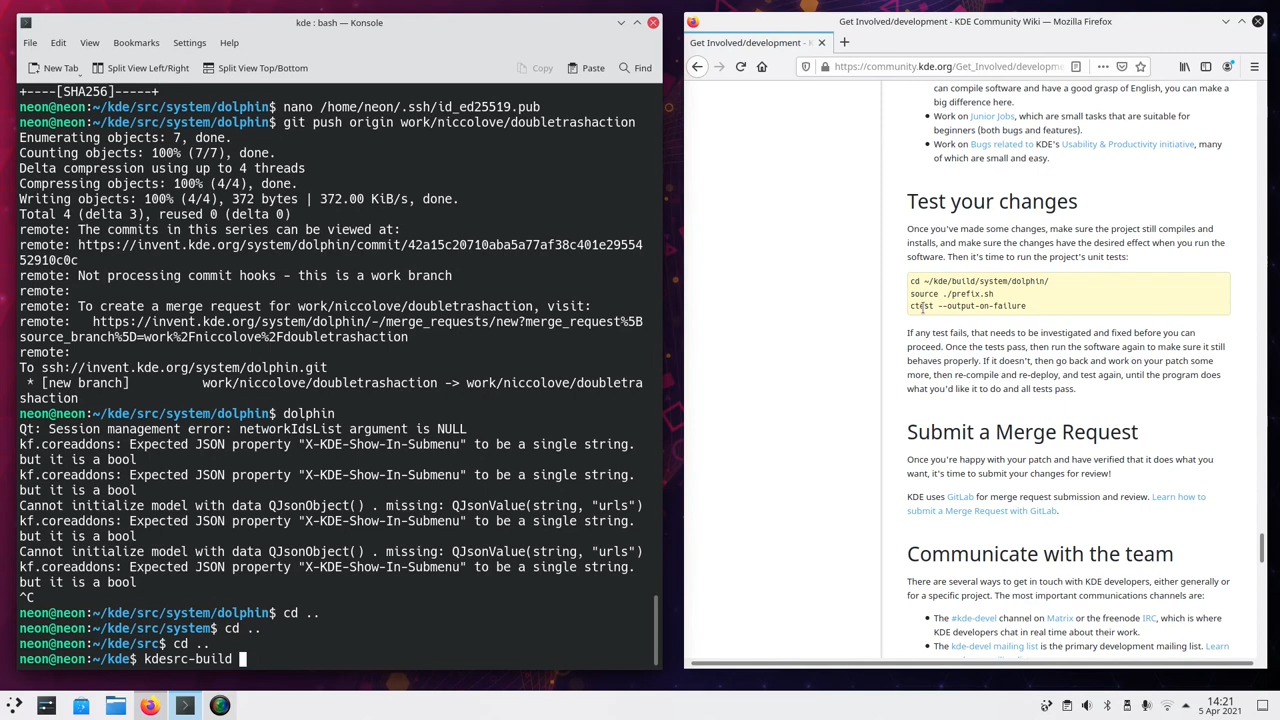 kde : bash — Konsole
File Edit View Bookmarks Settings Help
New Tab Split View Left/Right Split View Top/Bottom Copy Paste Find
+----[SHA256]-----+
neon@neon:~/kde/src/system/dolphin$ nano /home/neon/.ssh/id_ed25519.pub
neon@neon:~/kde/src/system/dolphin$ git push origin work/niccolove/doubletrashaction
Enumerating objects: 7, done.
Counting objects: 100% (7/7), done.
Delta compression using up to 4 threads
Compressing objects: 100% (4/4), done.
Writing objects: 100% (4/4), 372 bytes | 372.00 KiB/s, done.
Total 4 (delta 3), reused 0 (delta 0)
remote: The commits in this series can be viewed at:
remote: https://invent.kde.org/system/dolphin/commit/42a15c20710aba5a77af38c401e29554
52910c0c
remote: Not processing commit hooks - this is a work branch
remote:
remote: To create a merge request for work/niccolove/doubletrashaction, visit:
remote:   https://invent.kde.org/system/dolphin/-/merge_requests/new?merge_request%5B
source_branch%5D=work%2Fniccolove%2Fdoubletrashaction
remote:
To ssh://invent.kde.org/system/dolphin.git
 * [new branch]          work/niccolove/doubletrashaction -> work/niccolove/doubletra
shaction
neon@neon:~/kde/src/system/dolphin$ dolphin
Qt: Session management error: networkIdsList argument is NULL
kf.coreaddons: Expected JSON property "X-KDE-Show-In-Submenu" to be a single string.
but it is a bool
kf.coreaddons: Expected JSON property "X-KDE-Show-In-Submenu" to be a single string.
but it is a bool
Cannot initialize model with data QJsonObject() . missing: QJsonValue(string, "urls")
kf.coreaddons: Expected JSON property "X-KDE-Show-In-Submenu" to be a single string.
but it is a bool
Cannot initialize model with data QJsonObject() . missing: QJsonValue(string, "urls")
kf.coreaddons: Expected JSON property "X-KDE-Show-In-Submenu" to be a single string.
but it is a bool
^C
neon@neon:~/kde/src/system/dolphin$ cd ..
neon@neon:~/kde/src/system$ cd ..
neon@neon:~/kde/src$ cd ..
neon@neon:~/kde$ kdesrc-build
Get Involved/development - KDE Community Wiki — Mozilla Firefox
Get Involved/development - K
https://community.kde.org/Get_Involved/developme
can compile software and have a good grasp of English, you can make a
big difference here.
Work on Junior Jobs, which are small tasks that are suitable for
beginners (both bugs and features).
Work on Bugs related to KDE's Usability & Productivity initiative, many
of which are small and easy.
Test your changes
Once you've made some changes, make sure the project still compiles and
installs, and make sure the changes have the desired effect when you run the
software. Then it's time to run the project's unit tests:
cd ~/kde/build/system/dolphin/
source ./prefix.sh
ctest --output-on-failure
If any test fails, that needs to be investigated and fixed before you can
proceed. Once the tests pass, then run the software again to make sure it still
behaves properly. If it doesn't, then go back and work on your patch some
more, then re-compile and re-deploy, and test again, until the program does
what you'd like it to do and all tests pass.
Submit a Merge Request
Once you're happy with your patch and have verified that it does what you
want, it's time to submit your changes for review!
KDE uses GitLab for merge request submission and review. Learn how to
submit a Merge Request with GitLab.
Communicate with the team
There are several ways to get in touch with KDE developers, either generally or
for a specific project. The most important communications channels are:
The #kde-devel channel on Matrix or the freenode IRC, which is where
KDE developers chat in real time about their work.
The kde-devel mailing list is the primary development mailing list. Learn
14:21
5 Apr 2021